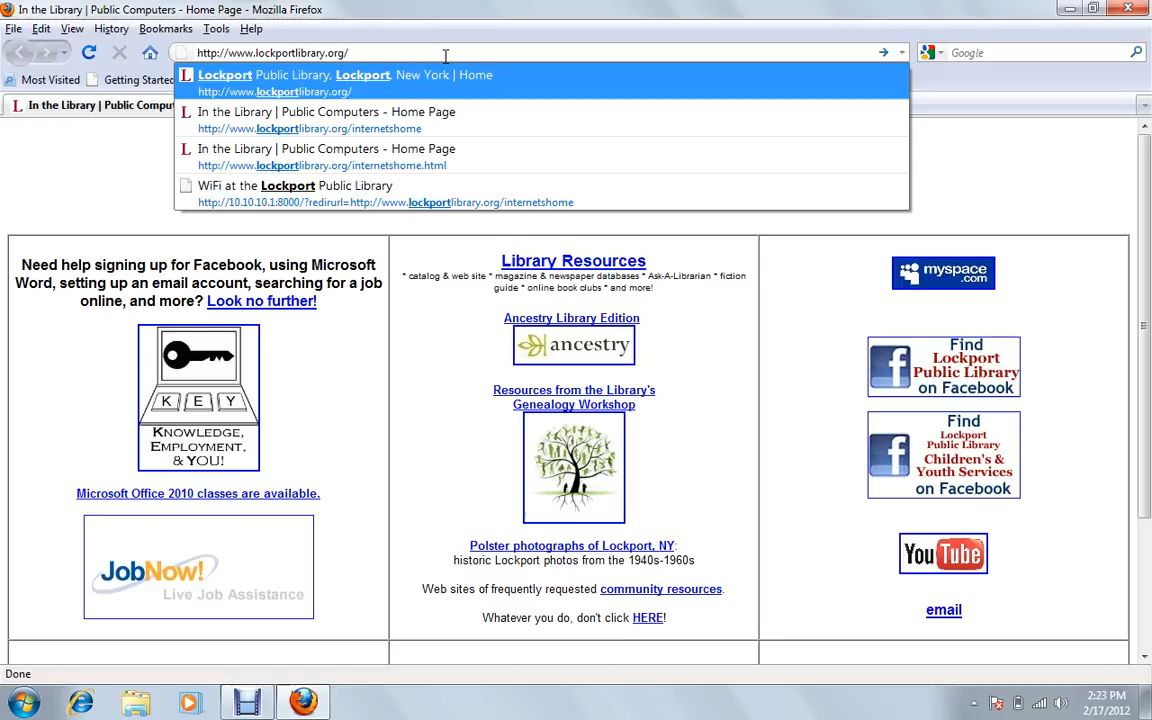 In the Library | Public Computers - Home Page - Mozilla Firefox
File Edit View History Bookmarks Tools Help
http://www.lockportlibrary.org/
Google
Most Visited Getting Started
In the Library | Public Compu
Lockport Public Library, Lockport, New York | Home
http://www.lockportlibrary.org/
In the Library | Public Computers - Home Page
http://www.lockportlibrary.org/internetshome
In the Library | Public Computers - Home Page
http://www.lockportlibrary.org/internetshome.html
WiFi at the Lockport Public Library
http://10.10.10.1:8000/?redirurl=http://www.lockportlibrary.org/internetshome
Need help signing up for Facebook, using Microsoft
Word, setting up an email account, searching for a job
online, and more? Look no further!
K E Y
KNOWLEDGE,
EMPLOYMENT,
& YOU!
Microsoft Office 2010 classes are available.
JobNow!
Live Job Assistance
Library Resources
* catalog & web site * magazine & newspaper databases * Ask-A-Librarian * fiction
guide * online book clubs * and more!
Ancestry Library Edition
ancestry
Resources from the Library's
Genealogy Workshop
Polster photographs of Lockport, NY:
historic Lockport photos from the 1940s-1960s
Web sites of frequently requested community resources.
Whatever you do, don't click HERE!
myspace
.com
Find
Lockport
Public Library
on Facebook
Find
Lockport
Public Library
Children's &
Youth Services
on Facebook
YouTube
email
Done
2:23 PM
2/17/2012